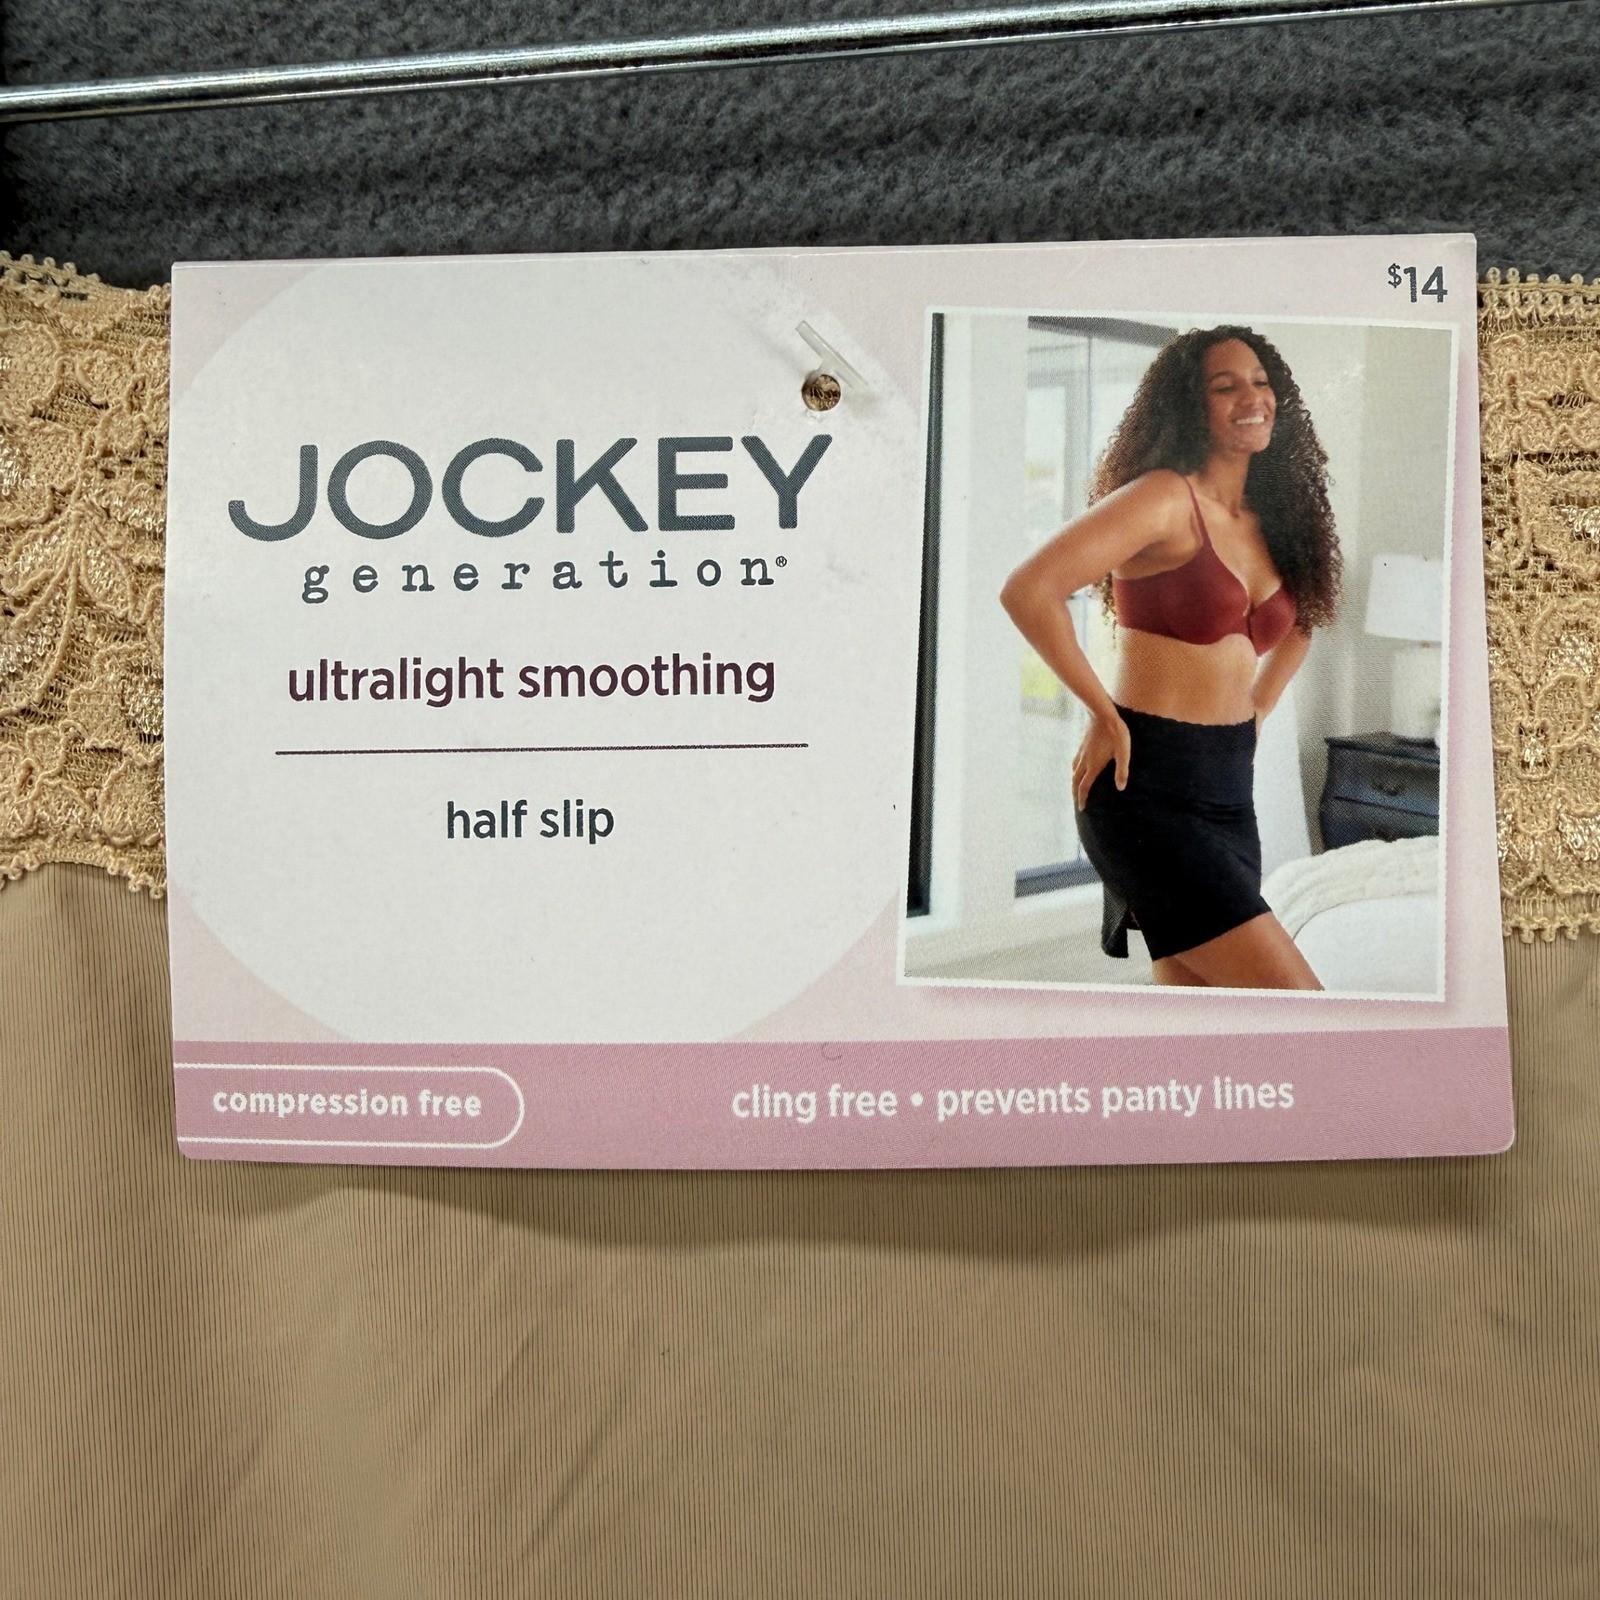 $14
JOCKEY
generation®
ultralight smoothing
half slip
compression free
cling free • prevents panty lines